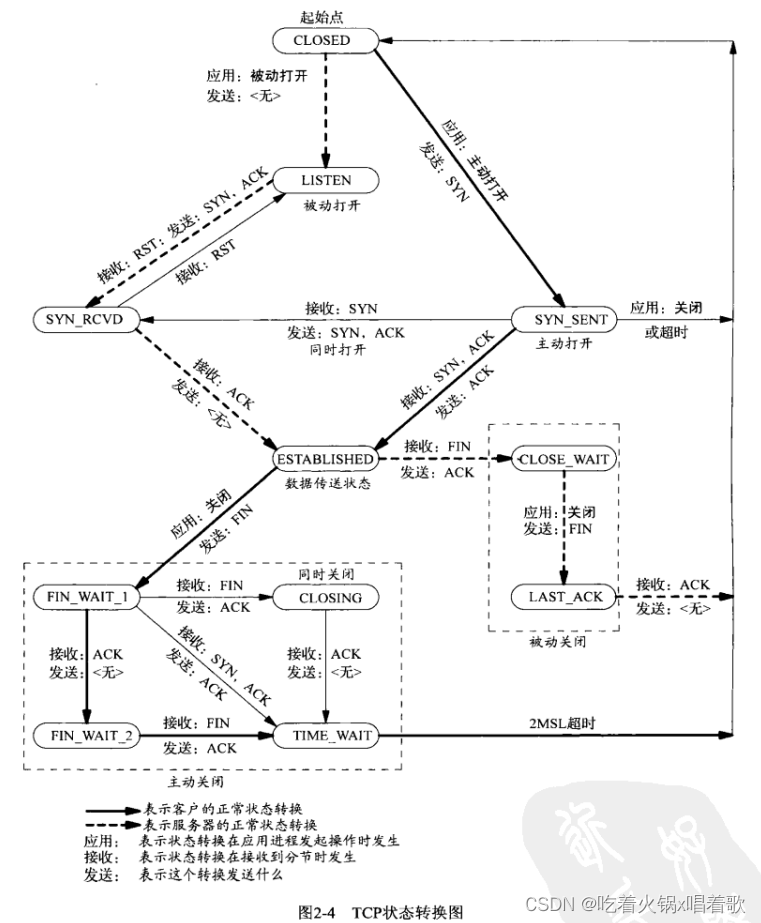 起始点
CLOSED
应用：被动打开
发送：<无>
应用：主动打开
发送：SYN
LISTEN
被动打开
接收：RST；发送：SYN，ACK
接收：RST
SYN_RCVD
接收：SYN
发送：SYN，ACK
同时打开
SYN_SENT
主动打开
应用：关闭
或超时
接收：ACK
发送：<无>
接收：SYN，ACK
发送：ACK
ESTABLISHED
数据传送状态
接收：FIN
发送：ACK
CLOSE_WAIT
应用：关闭
发送：FIN
应用：关闭
发送：FIN
LAST_ACK
被动关闭
接收：ACK
发送：<无>
FIN_WAIT_1
接收：FIN
发送：ACK
同时关闭
CLOSING
接收：ACK
发送：<无>
接收：SYN，ACK
发送：ACK
接收：ACK
发送：<无>
FIN_WAIT_2
接收：FIN
发送：ACK
TIME_WAIT
2MSL超时
主动关闭
表示客户的正常状态转换
表示服务器的正常状态转换
应用： 表示状态转换在应用进程发起操作时发生
接收： 表示状态转换在接收到分节时发生
发送： 表示这个转换发送什么
图2-4 TCP状态转换图
CSDN @吃着火锅x唱着歌